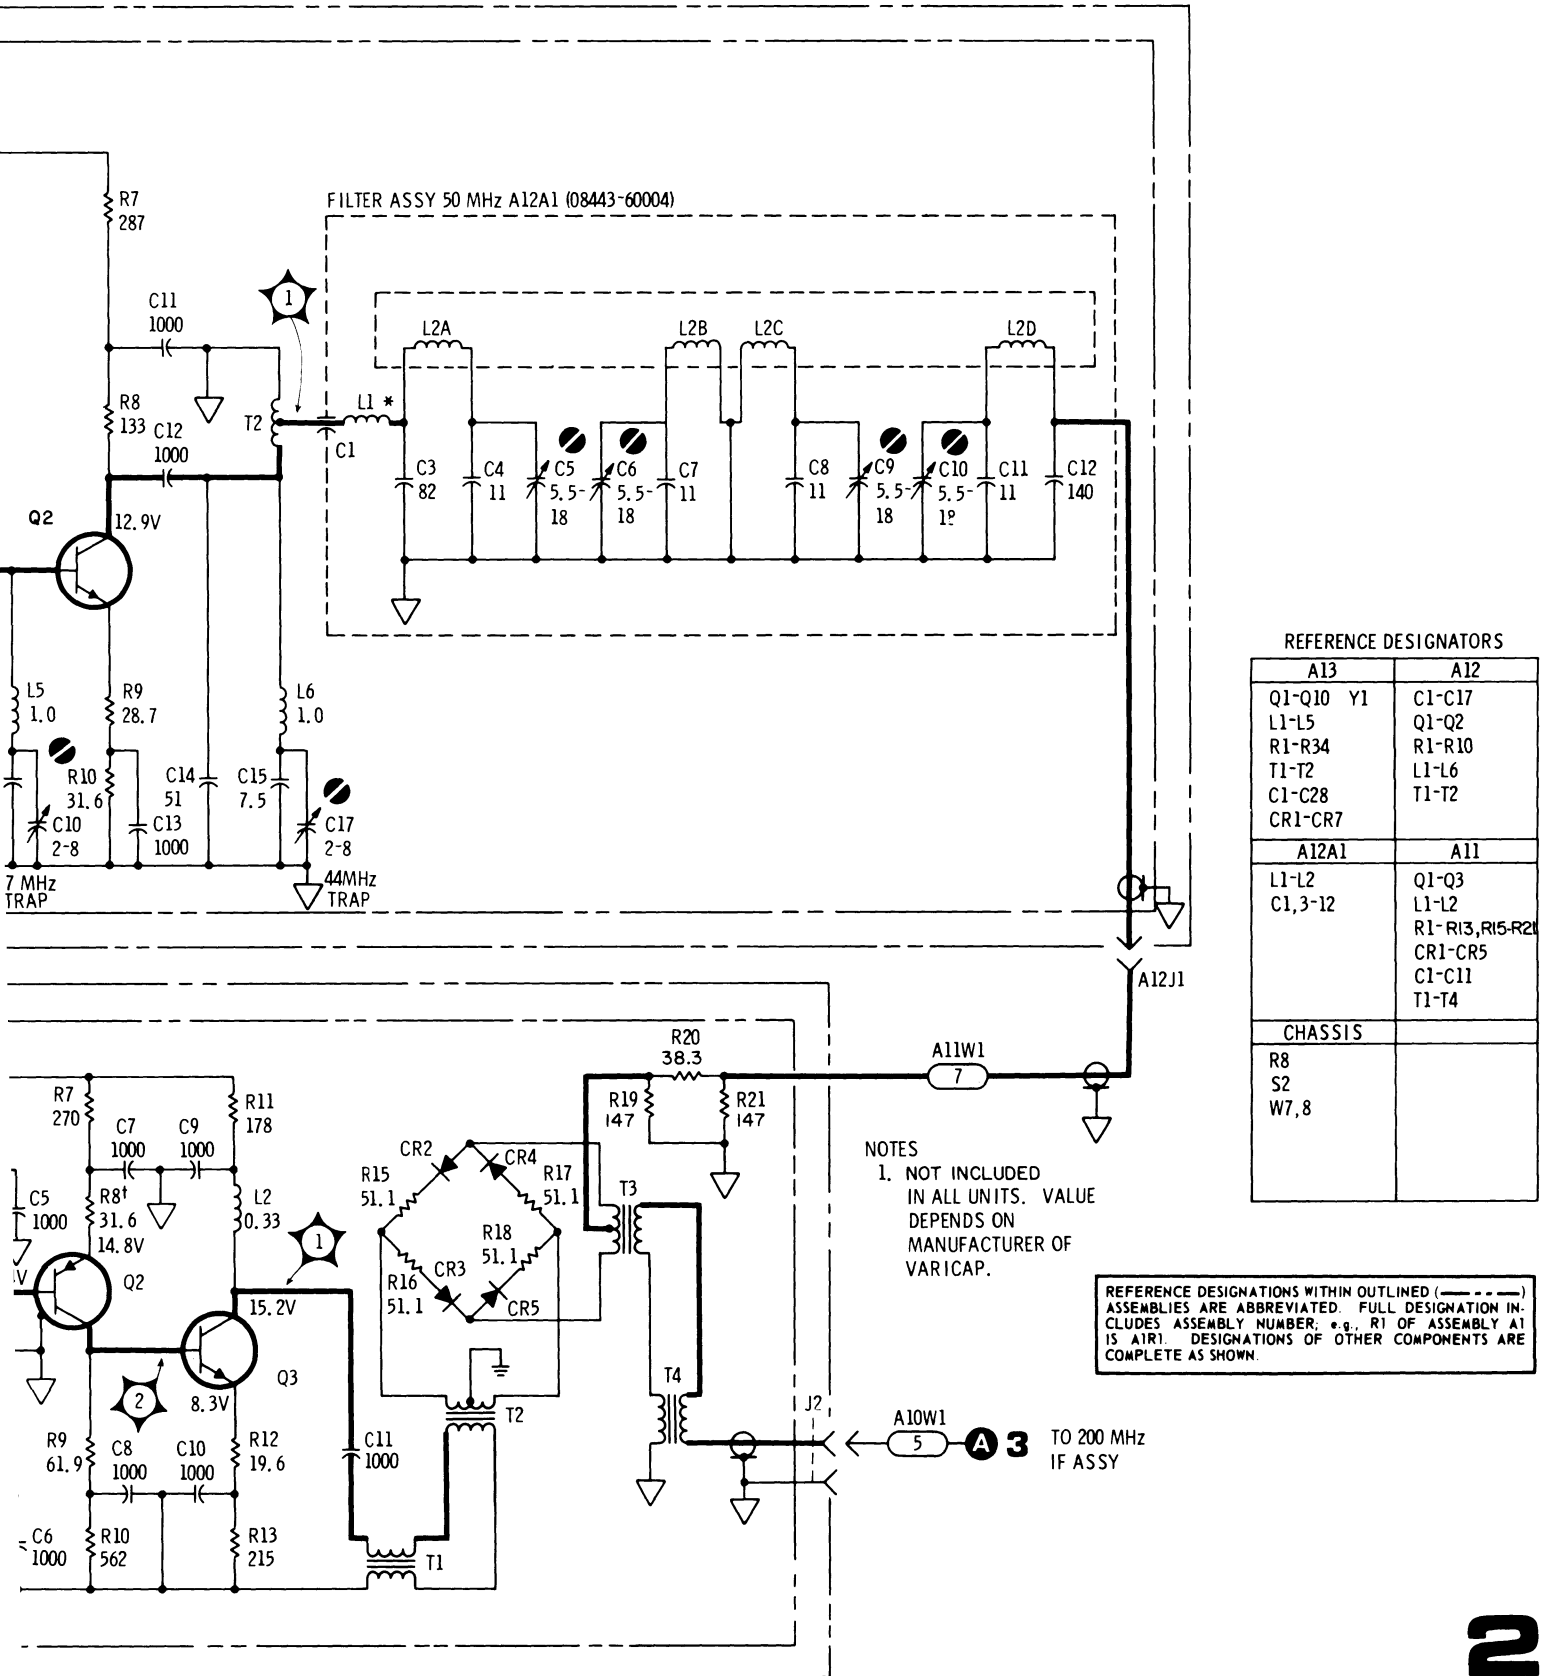 R7
287
FILTER ASSY 50 MHz A12A1 (08443-60004)
C11
1000
1
L2A
L2B
L2C
L2D
R8
133
C12
1000
T2
L1 *
C1
C3
82
C4
11
C5
5.5-
18
C6
5.5-
18
C7
11
C8
11
C9
5.5-
18
C10
5.5-
18
C11
11
C12
140
Q2
12.9V
L5
1.0
R9
28.7
L6
1.0
R10
31.6
C14
51
C15
7.5
C10
2-8
C13
1000
C17
2-8
7 MHz
TRAP
44MHz
TRAP
A12J1
REFERENCE DESIGNATORS
A13
A12
Q1-Q10 Y1
L1-L5
R1-R34
T1-T2
C1-C28
CR1-CR7
C1-C17
Q1-Q2
R1-R10
L1-L6
T1-T2
A12A1
A11
L1-L2
C1,3-12
Q1-Q3
L1-L2
R1-R13,R15-R21
CR1-CR5
C1-C11
T1-T4
CHASSIS
R8
S2
W7,8
R20
38.3
A11W1
7
R19
147
R21
147
R7
270
R11
178
C7
1000
C9
1000
C5
1000
R8†
31.6
14.8V
L2
0.33
1
CR2
CR4
R15
51.1
R17
51.1
R18
51.1
R16
51.1
CR3
CR5
T3
V
Q2
15.2V
Q3
8.3V
2
T2
T4
J2
A10W1
5
A 3
TO 200 MHz
IF ASSY
R9
61.9
C8
1000
C10
1000
R12
19.6
C11
1000
C6
1000
R10
562
R13
215
T1
NOTES
1. NOT INCLUDED
IN ALL UNITS. VALUE
DEPENDS ON
MANUFACTURER OF
VARICAP.
REFERENCE DESIGNATIONS WITHIN OUTLINED (— - - —)
ASSEMBLIES ARE ABBREVIATED. FULL DESIGNATION IN-
CLUDES ASSEMBLY NUMBER; e.g., R1 OF ASSEMBLY A1
IS A1R1. DESIGNATIONS OF OTHER COMPONENTS ARE
COMPLETE AS SHOWN.
2